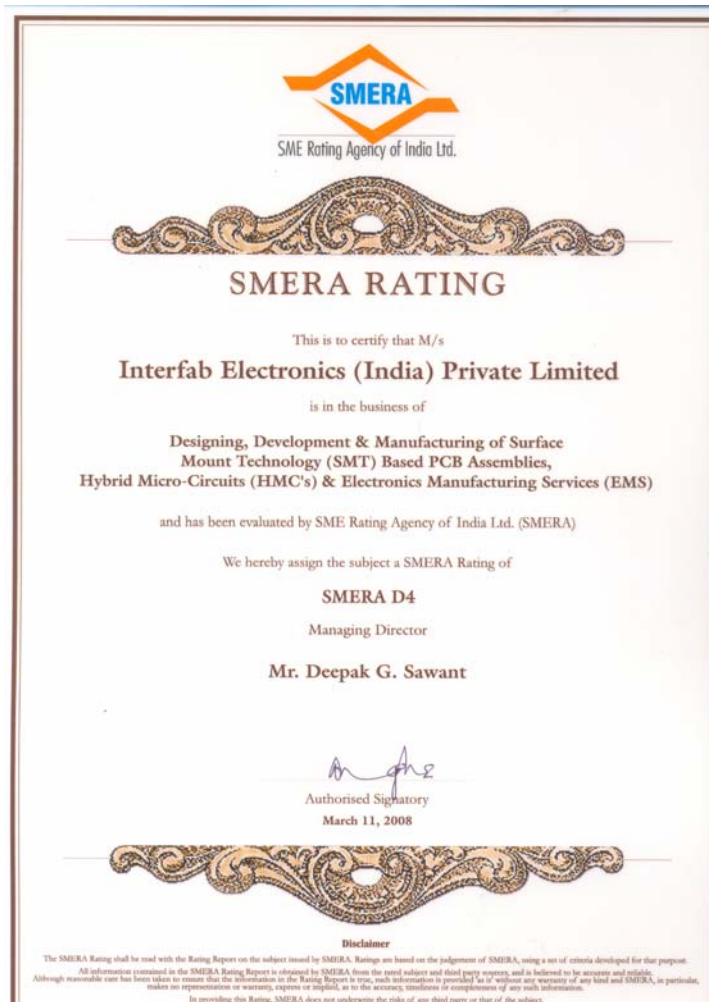 SMERA
SME Rating Agency of India Ltd.
SMERA RATING
This is to certify that M/s
Interfab Electronics (India) Private Limited
is in the business of
Designing, Development & Manufacturing of Surface
Mount Technology (SMT) Based PCB Assemblies,
Hybrid Micro-Circuits (HMC's) & Electronics Manufacturing Services (EMS)
and has been evaluated by SME Rating Agency of India Ltd. (SMERA)
We hereby assign the subject a SMERA Rating of
SMERA D4
Managing Director
Mr. Deepak G. Sawant
Authorised Signatory
March 11, 2008
Disclaimer
The SMERA Rating shall be read with the Rating Report on the subject issued by SMERA. Ratings are based on the judgement of SMERA, using a set of criteria developed for that purpose.
All information contained in the SMERA Rating Report is obtained by SMERA from the rated subject and third party sources, and is believed to be accurate and reliable.
Although reasonable care has been taken to ensure that the information in the Rating Report is true, such information is provided 'as is' without any warranty of any kind and SMERA, in particular,
makes no representation or warranty, express or implied, as to the accuracy, timeliness or completeness of any such information.
In providing this Rating, SMERA does not underwrite the risks of any third party or that of the subject.